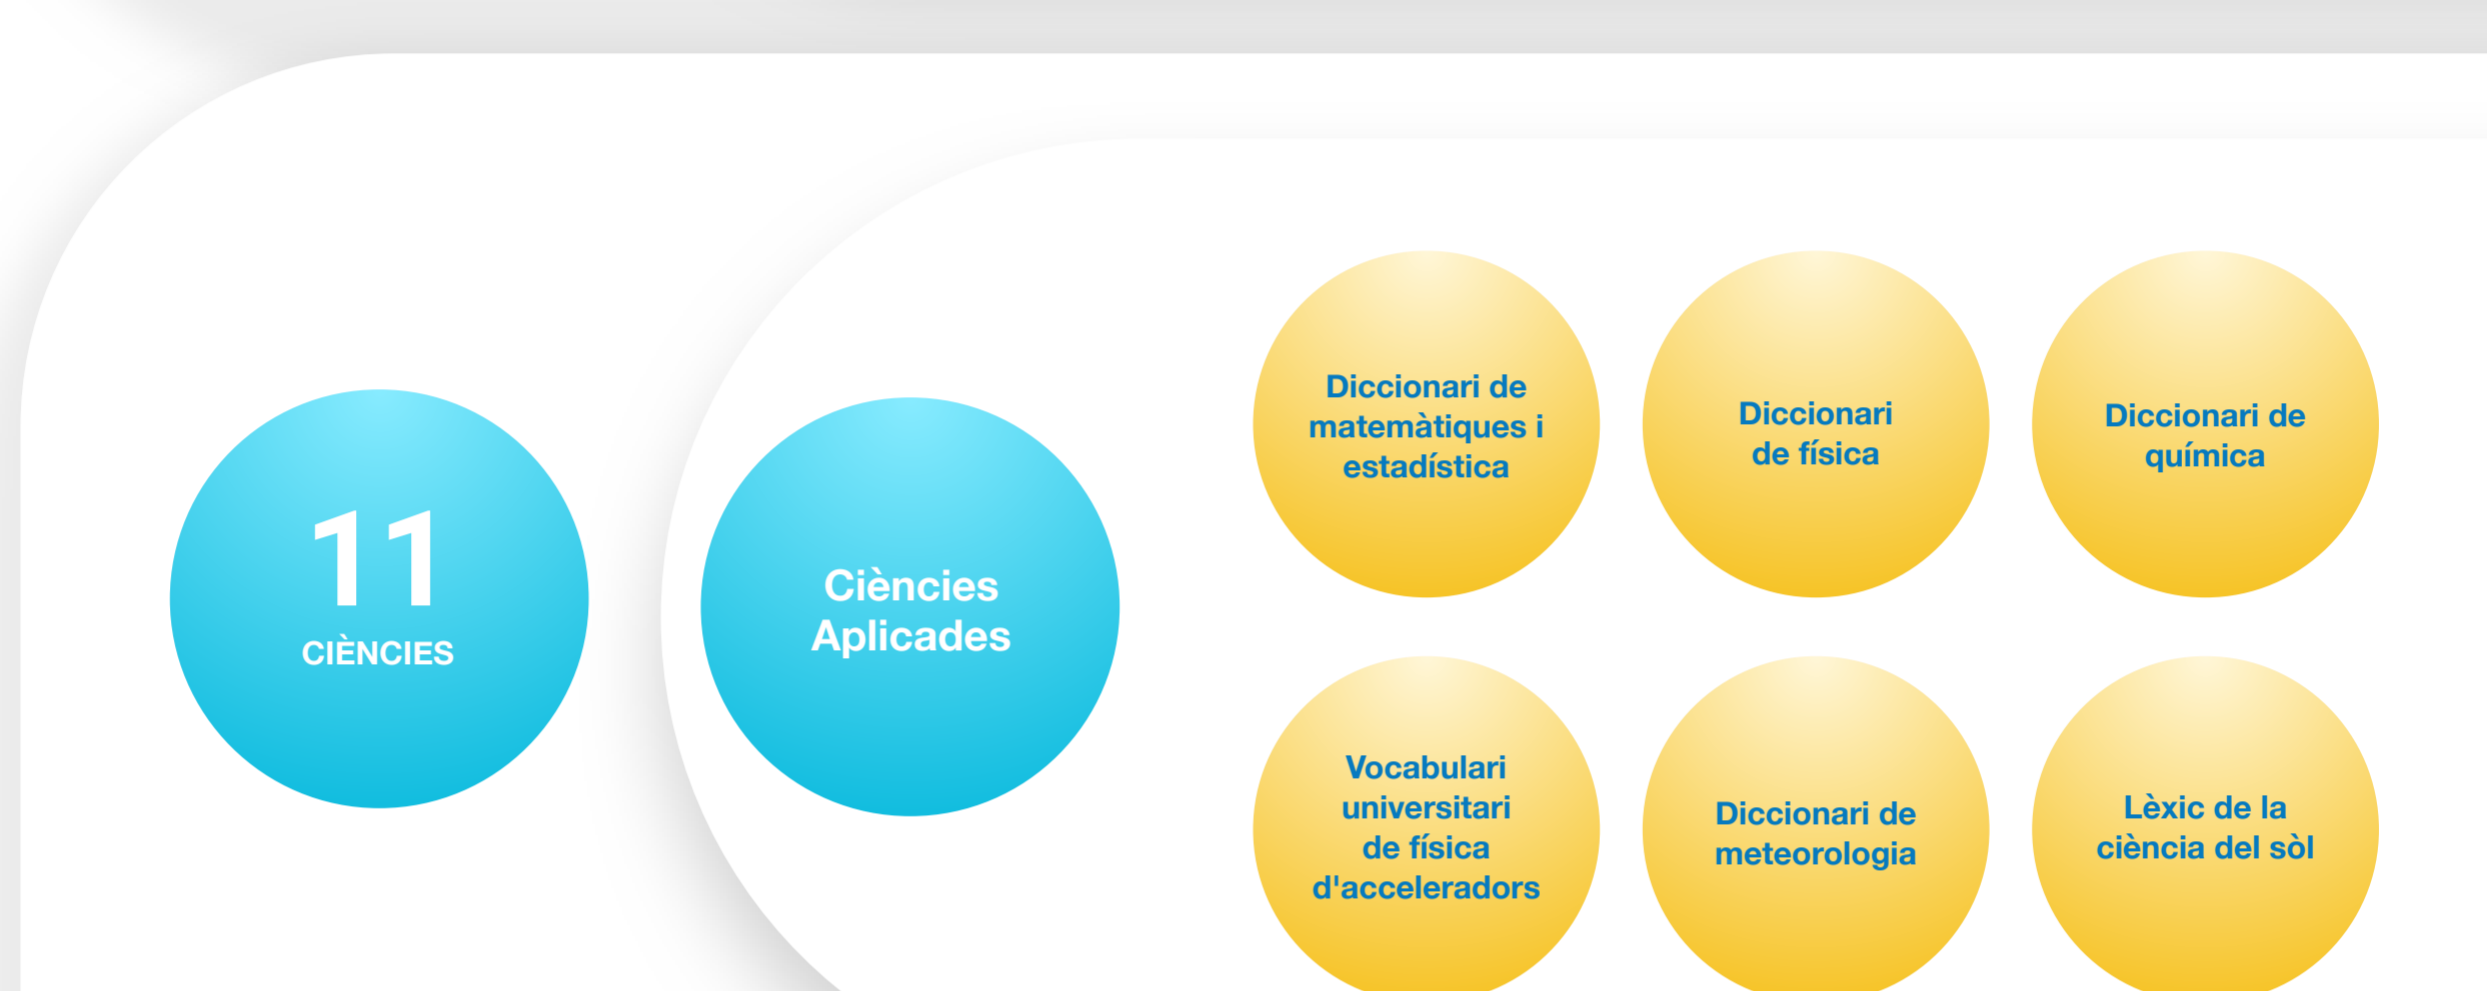 11
CIÈNCIES
Ciències
Aplicades
Diccionari de
matemàtiques i
estadística
Diccionari
de física
Diccionari de
química
Vocabulari
universitari
de física
d'acceleradors
Diccionari de
meteorologia
Lèxic de la
ciència del sòl